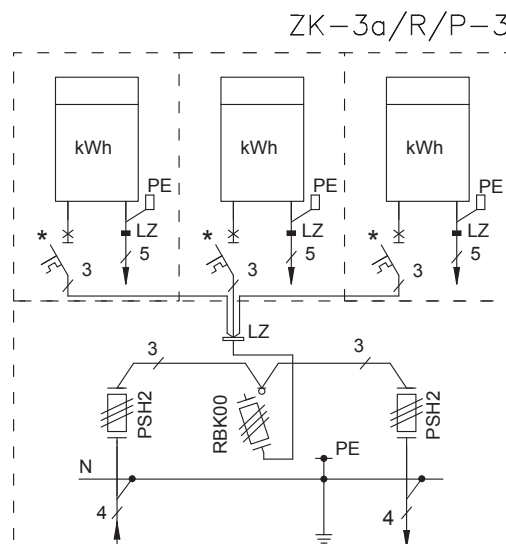 ZK-3a/R/P-3
kWh kWh kWh
PE PE PE
* LZ * LZ * LZ
5 5 5
3 3 3
LZ
3 3
PSH2 RBK00 PSH2
N PE
4 4